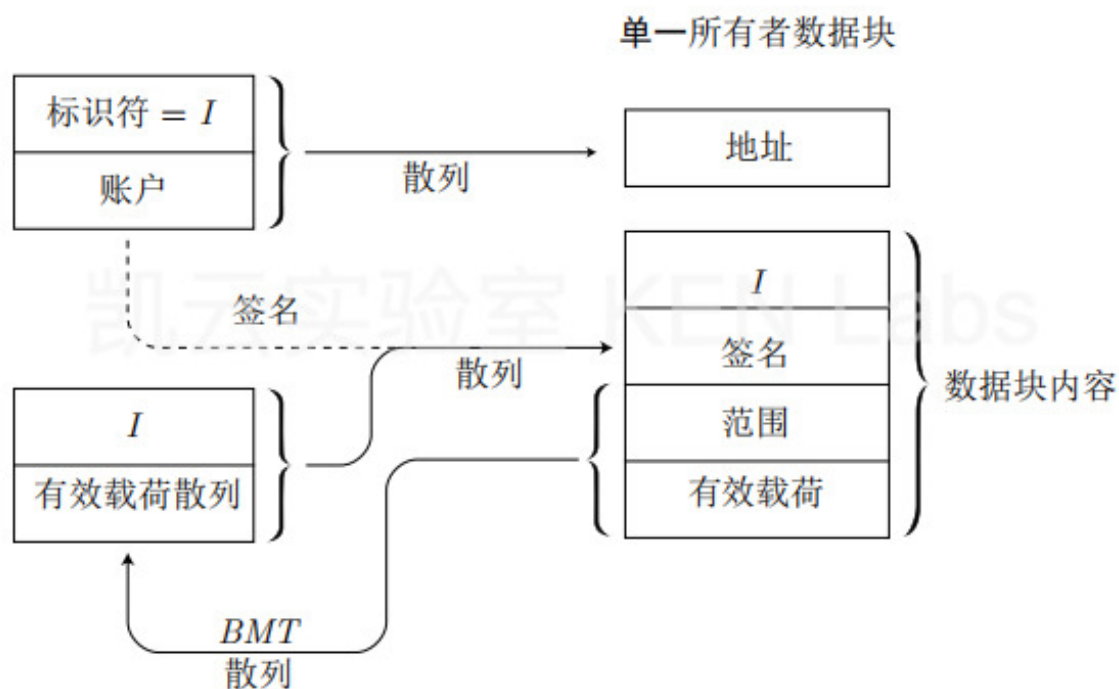 单一所有者数据块
标识符 = I
账户
散列
地址
签名
散列
I
签名
范围
有效载荷
数据块内容
I
有效载荷散列
BMT
散列
凯云实验室 KEN Labs